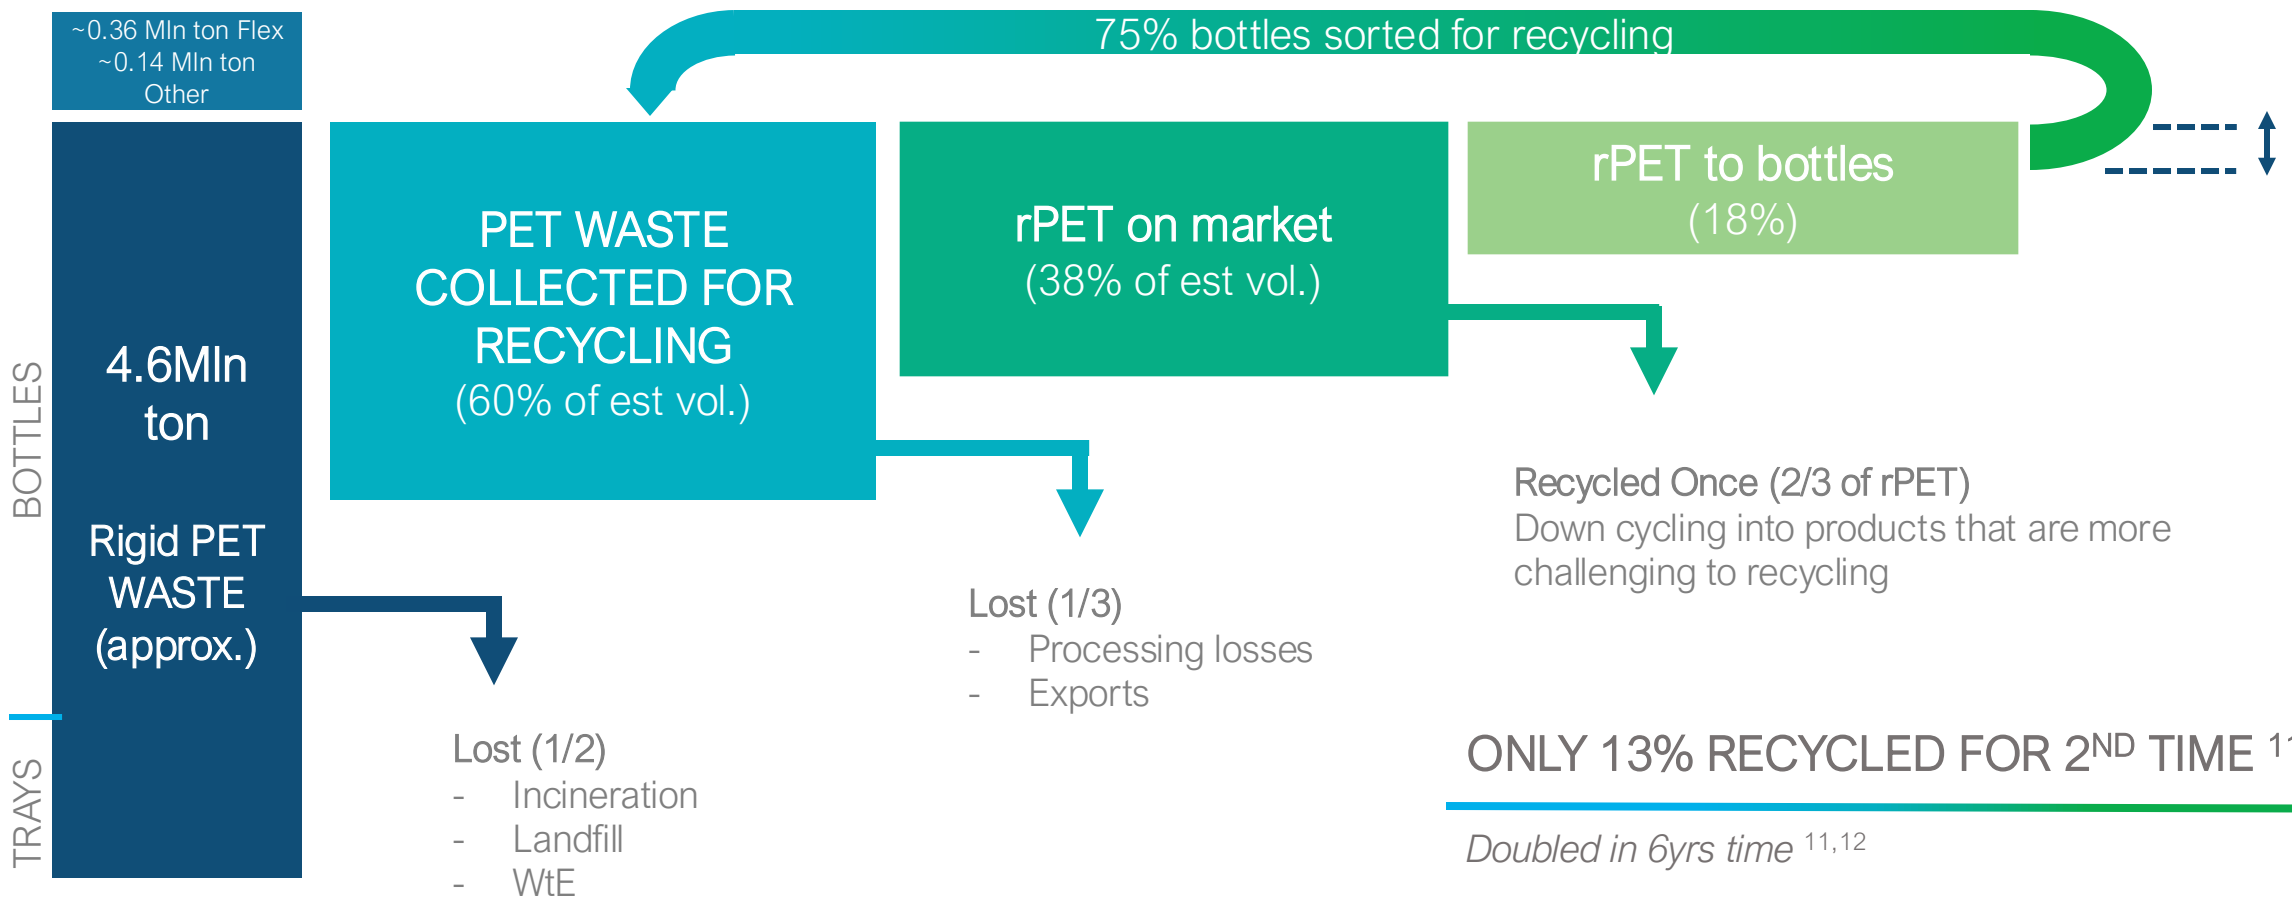 ~0.36 Mln ton Flex
~0.14 Mln ton
Other
75% bottles sorted for recycling
BOTTLES
TRAYS
4.6Mln
ton
Rigid PET
WASTE
(approx.)
PET WASTE
COLLECTED FOR
RECYCLING
(60% of est vol.)
rPET on market
(38% of est vol.)
rPET to bottles
(18%)
Lost (1/2)
- Incineration
- Landfill
- WtE
Lost (1/3)
- Processing losses
- Exports
Recycled Once (2/3 of rPET)
Down cycling into products that are more
challenging to recycling
ONLY 13% RECYCLED FOR 2ND TIME
Doubled in 6yrs time 11,12